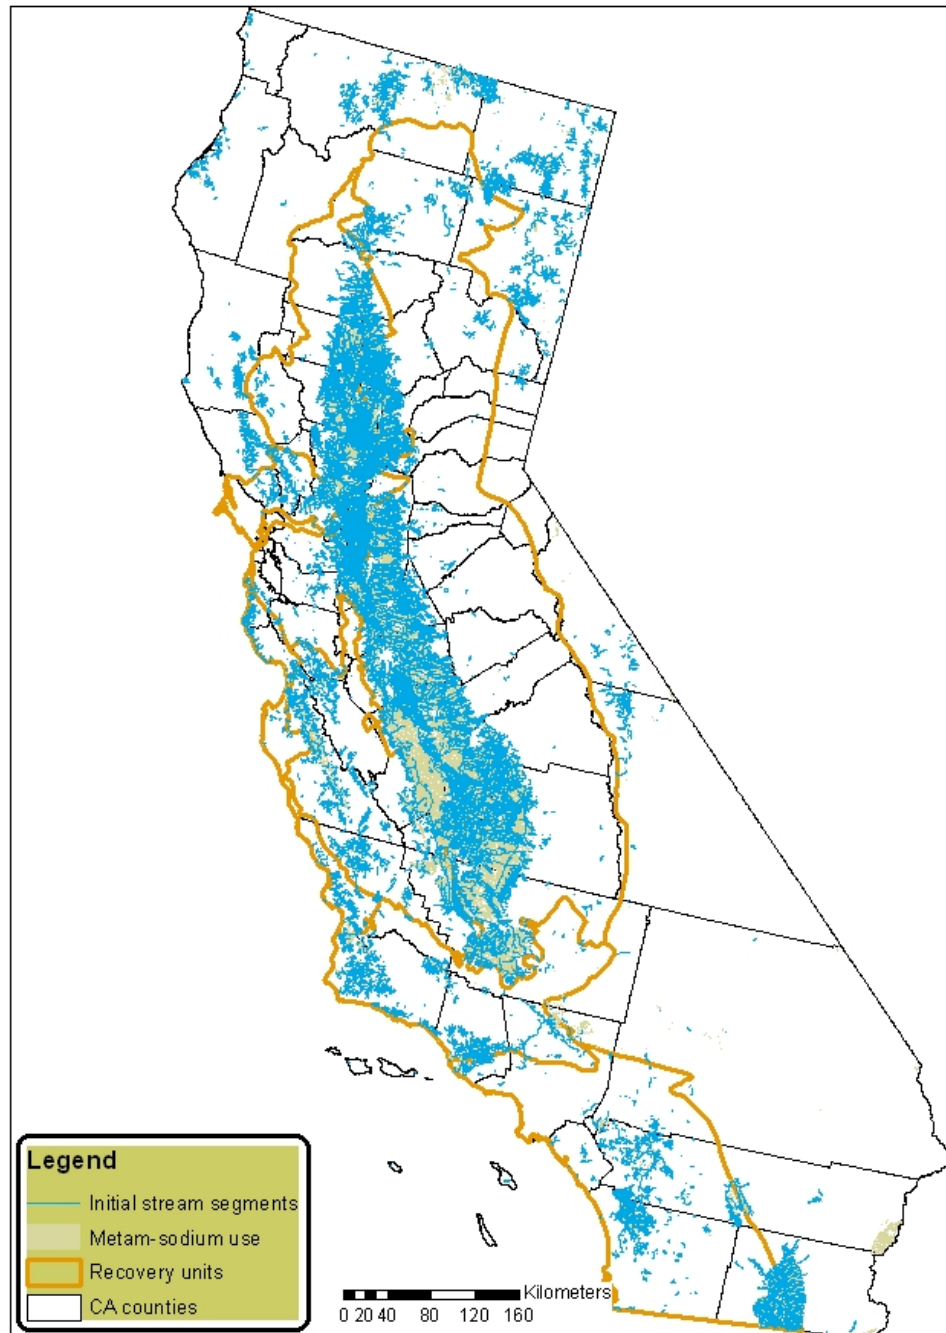 Legend
Initial stream segments
Metam-sodium use
Recovery units
CA counties
Kilometers
0 20 40 80 120 160